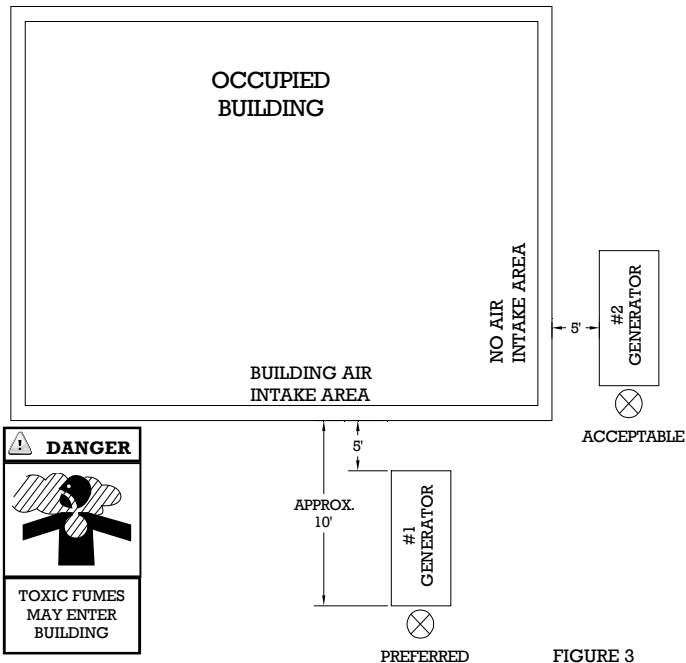 OCCUPIED
BUILDING
NO AIR
INTAKE AREA
#2
GENERATOR
5'
BUILDING AIR
INTAKE AREA
ACCEPTABLE
DANGER
5'
APPROX.
10'
#1
GENERATOR
TOXIC FUMES
MAY ENTER
BUILDING
PREFERRED
FIGURE 3